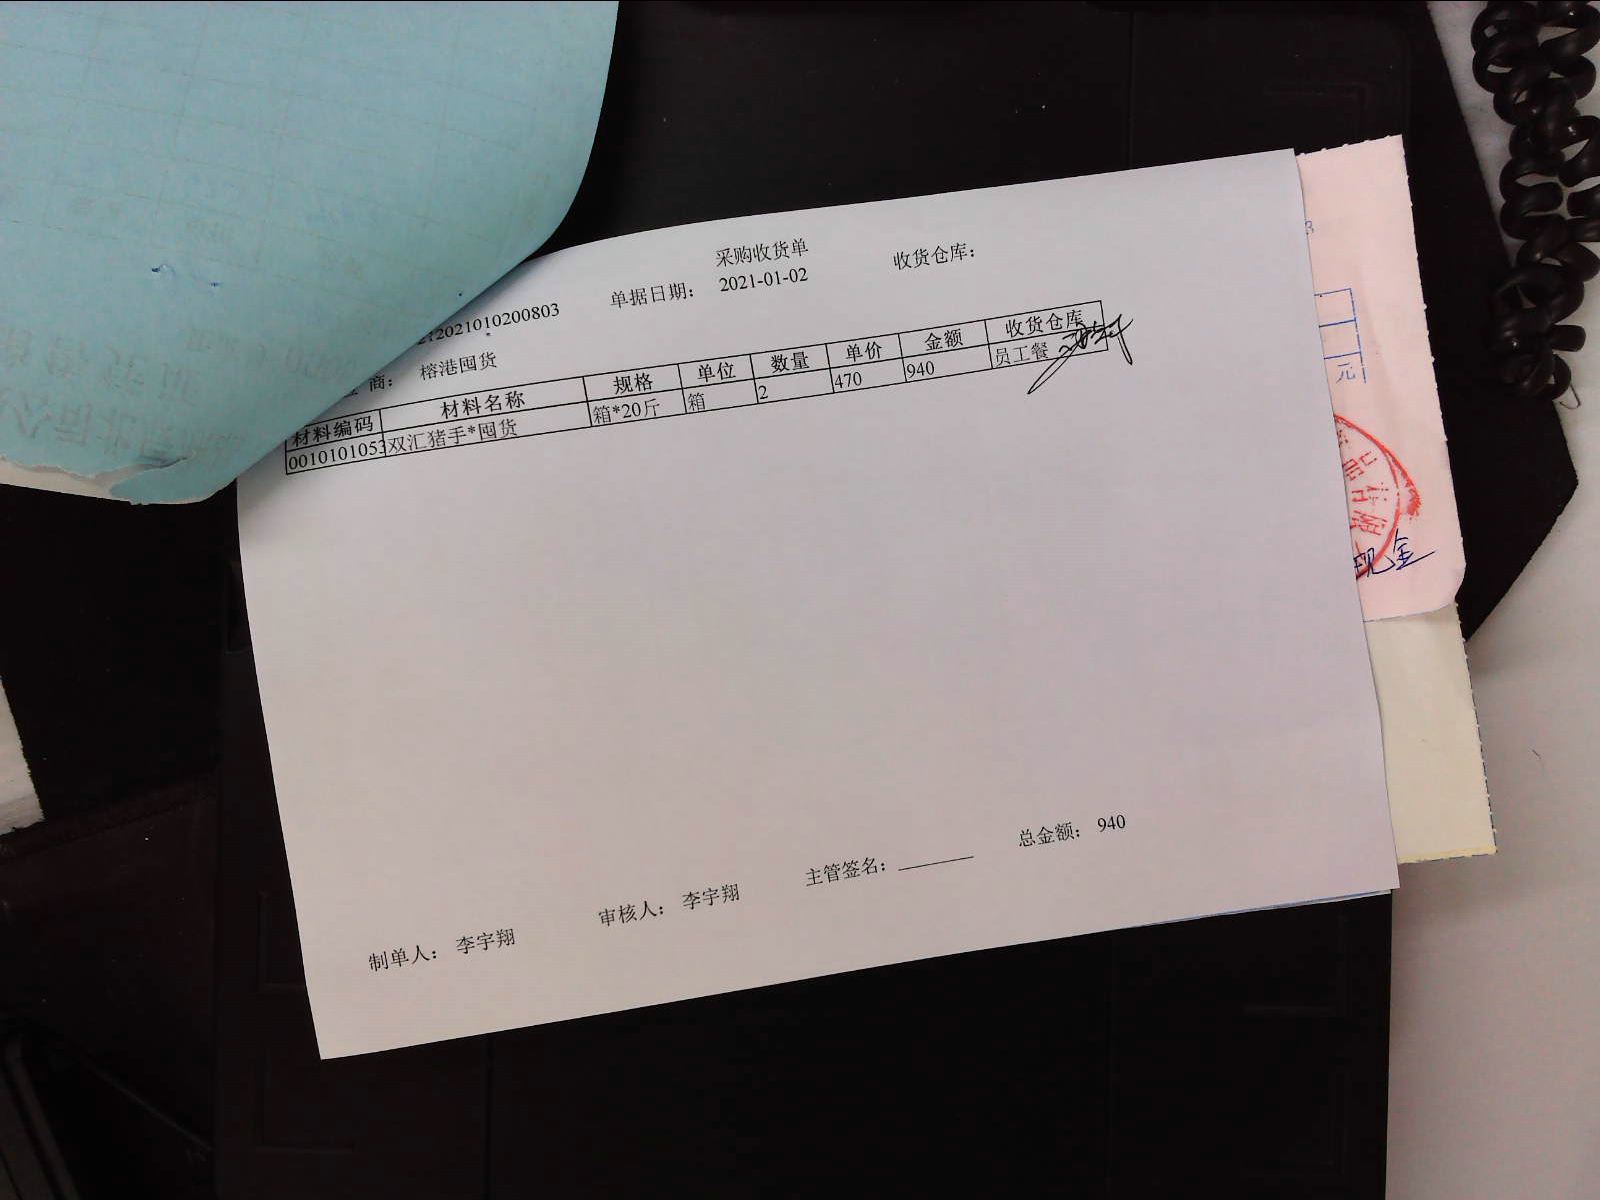 采购收货单
2021010200803 单据日期: 2021-01-02 收货仓库:
商: 榕港囤货
材料编码 材料名称 规格 单位 数量 单价 金额 收货仓库
0010101053 双汇猪手*囤货 箱*20斤 箱 2 470 940 员工餐
总金额: 940
制单人: 李宇翔 审核人: 李宇翔 主管签名:
元
现金